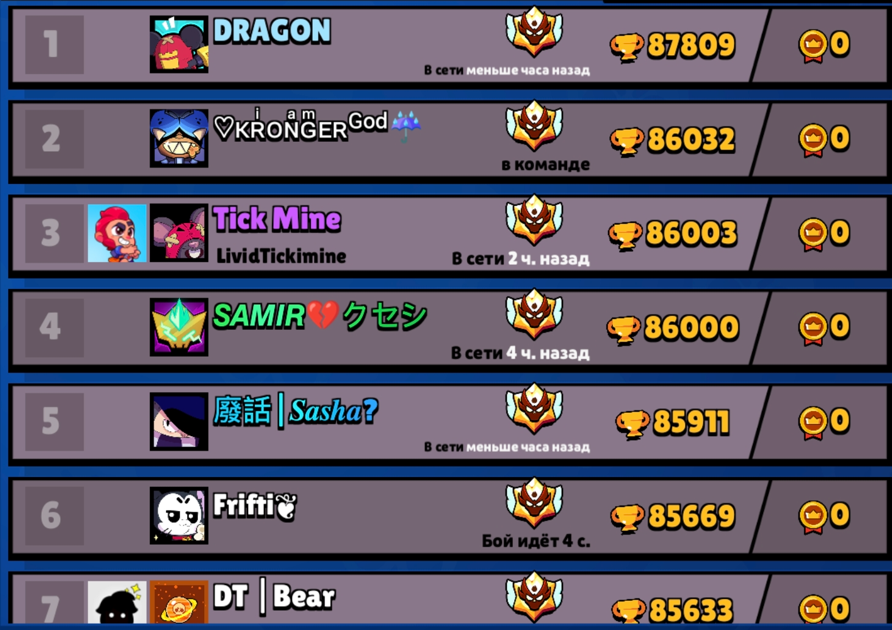 1
DRAGON
В сети меньше часа назад
87809
0
2
♡KRiONGaмER God☔
в команде
86032
0
3
Tick Mine
LividTickimine
В сети 2 ч. назад
86003
0
4
SAMIR💔クセシ
В сети 4 ч. назад
86000
0
5
廢話 | Sasha?
В сети меньше часа назад
85911
0
6
Frifti❦
Бой идёт 4 с.
85669
0
7
DT | Bear
85633
0